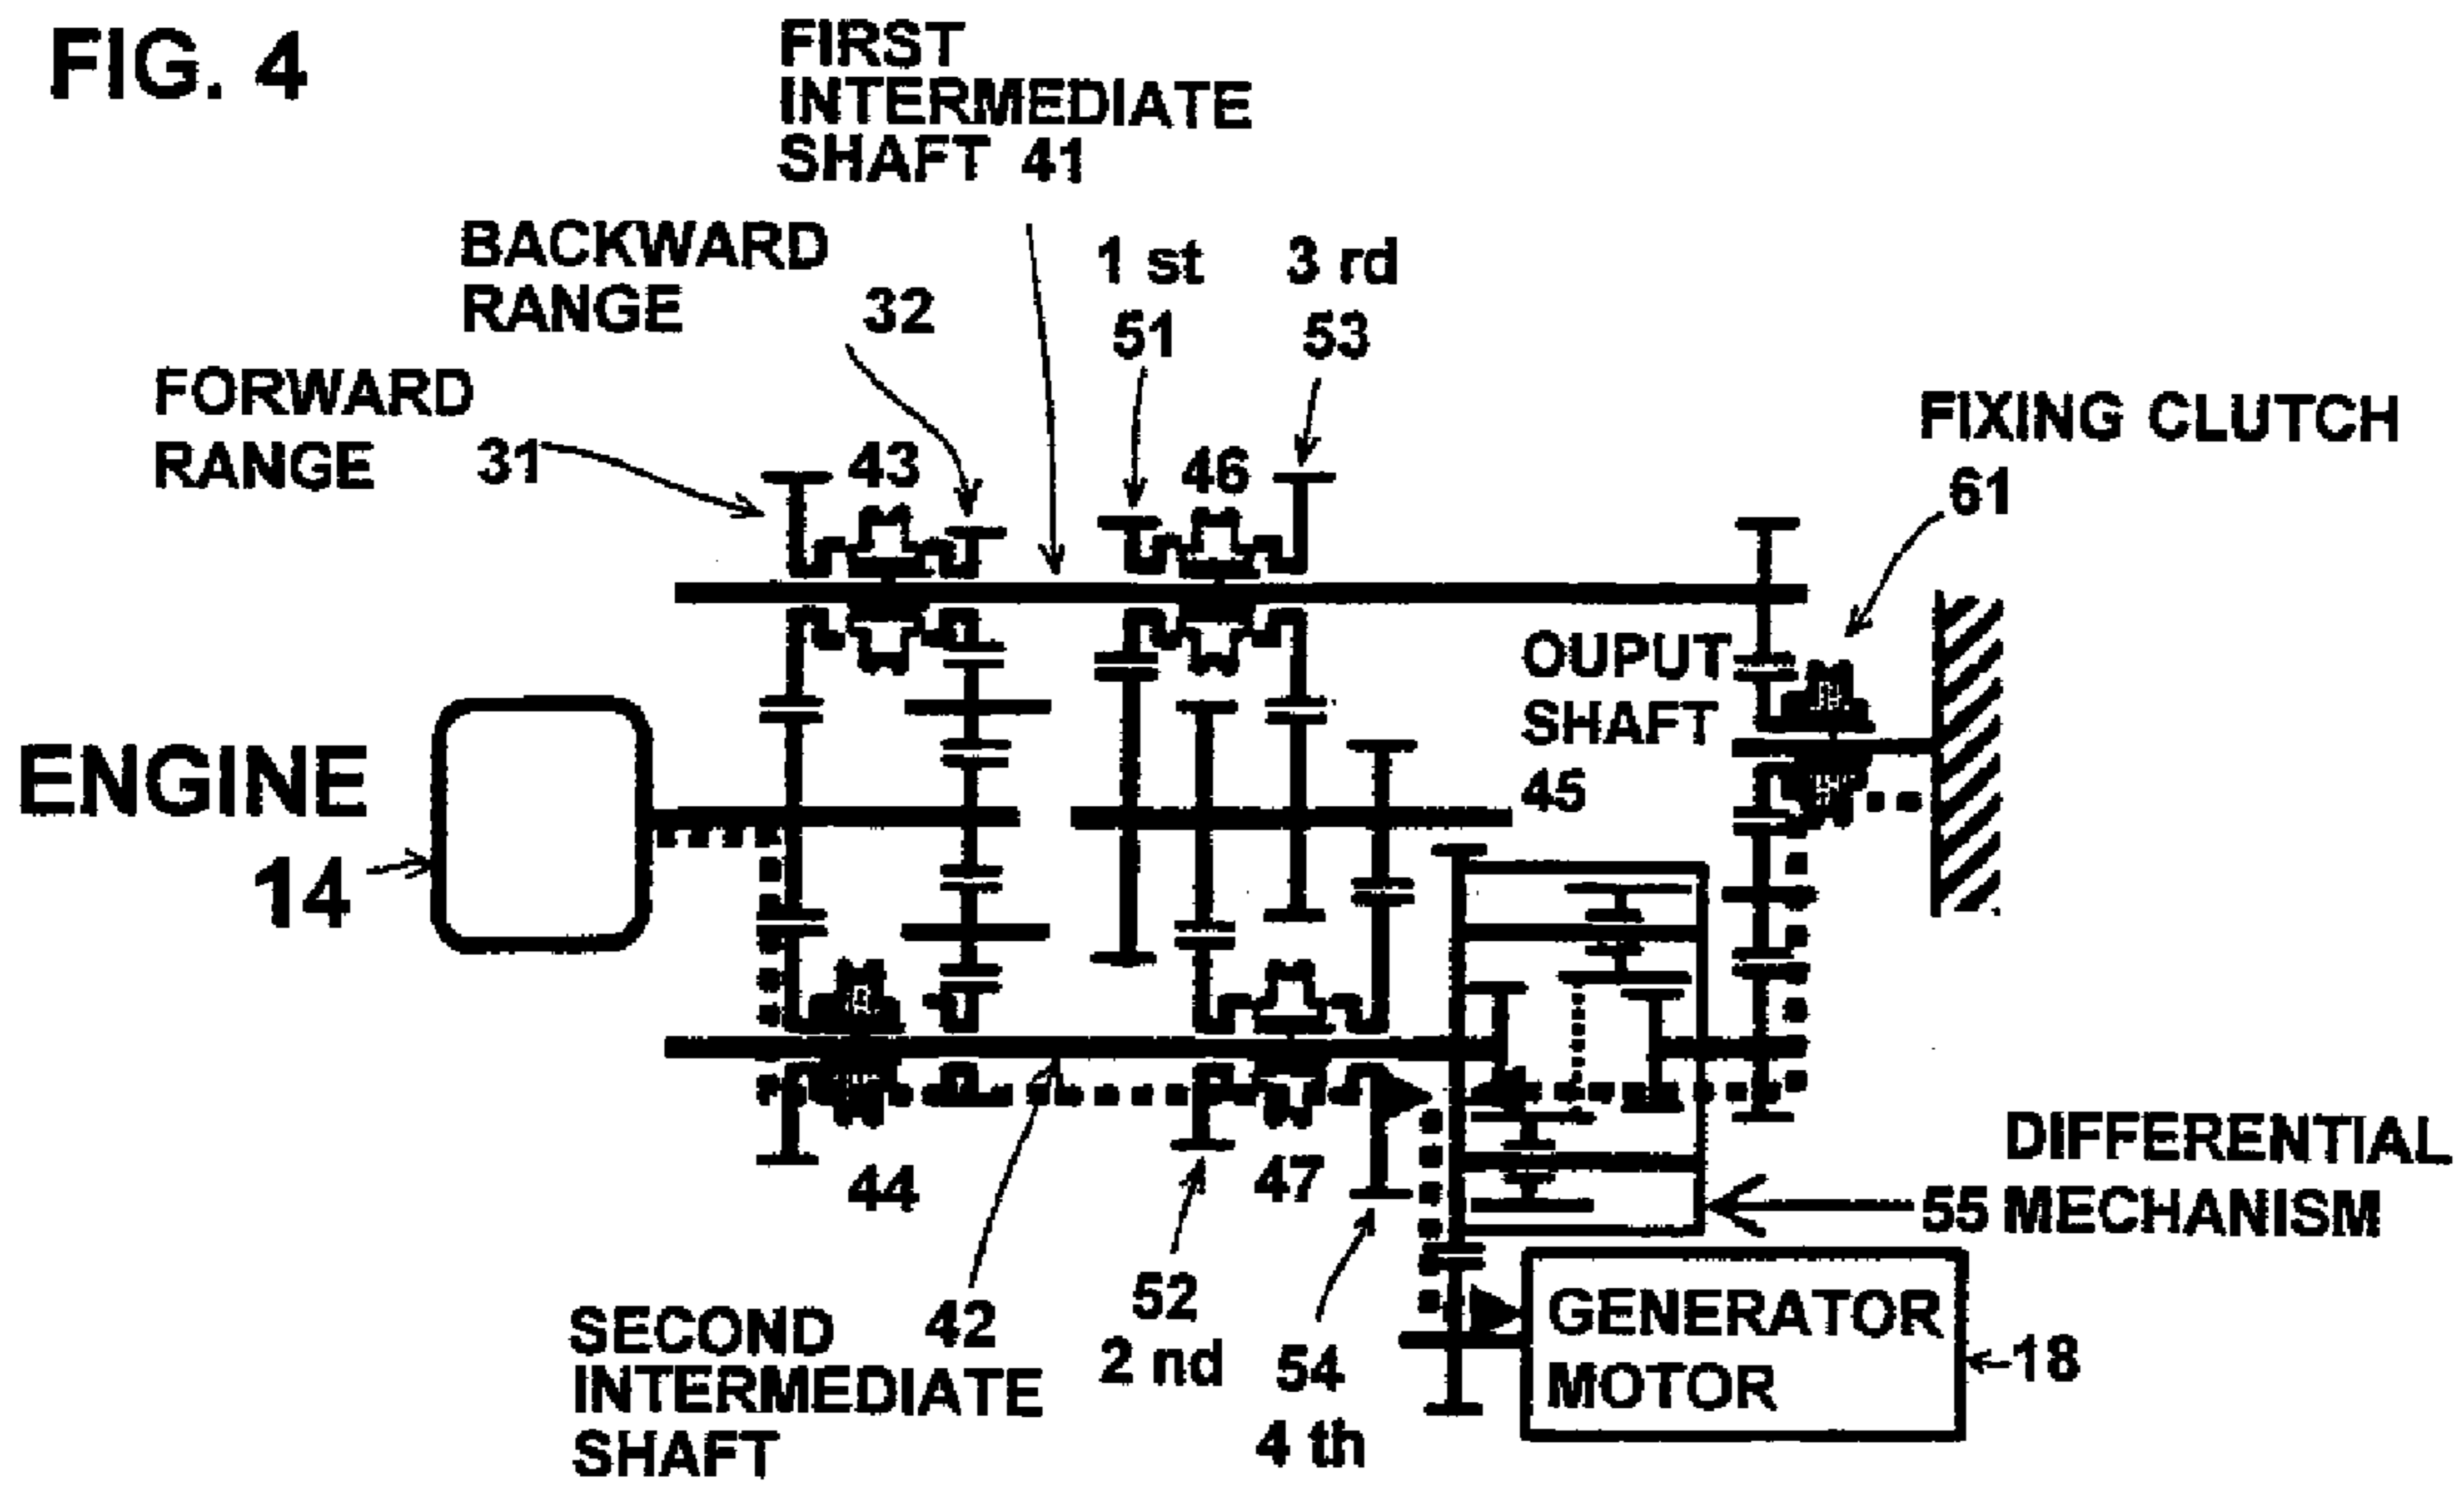 FIG. 4
FIRST
INTERMEDIATE
SHAFT 41
BACKWARD
RANGE 32
1 st
51
3 rd
53
FORWARD
RANGE 31
43
46
FIXING CLUTCH
61
OUPUT
SHAFT
45
ENGINE
14
44
47
DIFFERENTIAL
55 MECHANISM
SECOND 42
INTERMEDIATE
SHAFT
52
2 nd
54
4 th
GENERATOR
MOTOR
18